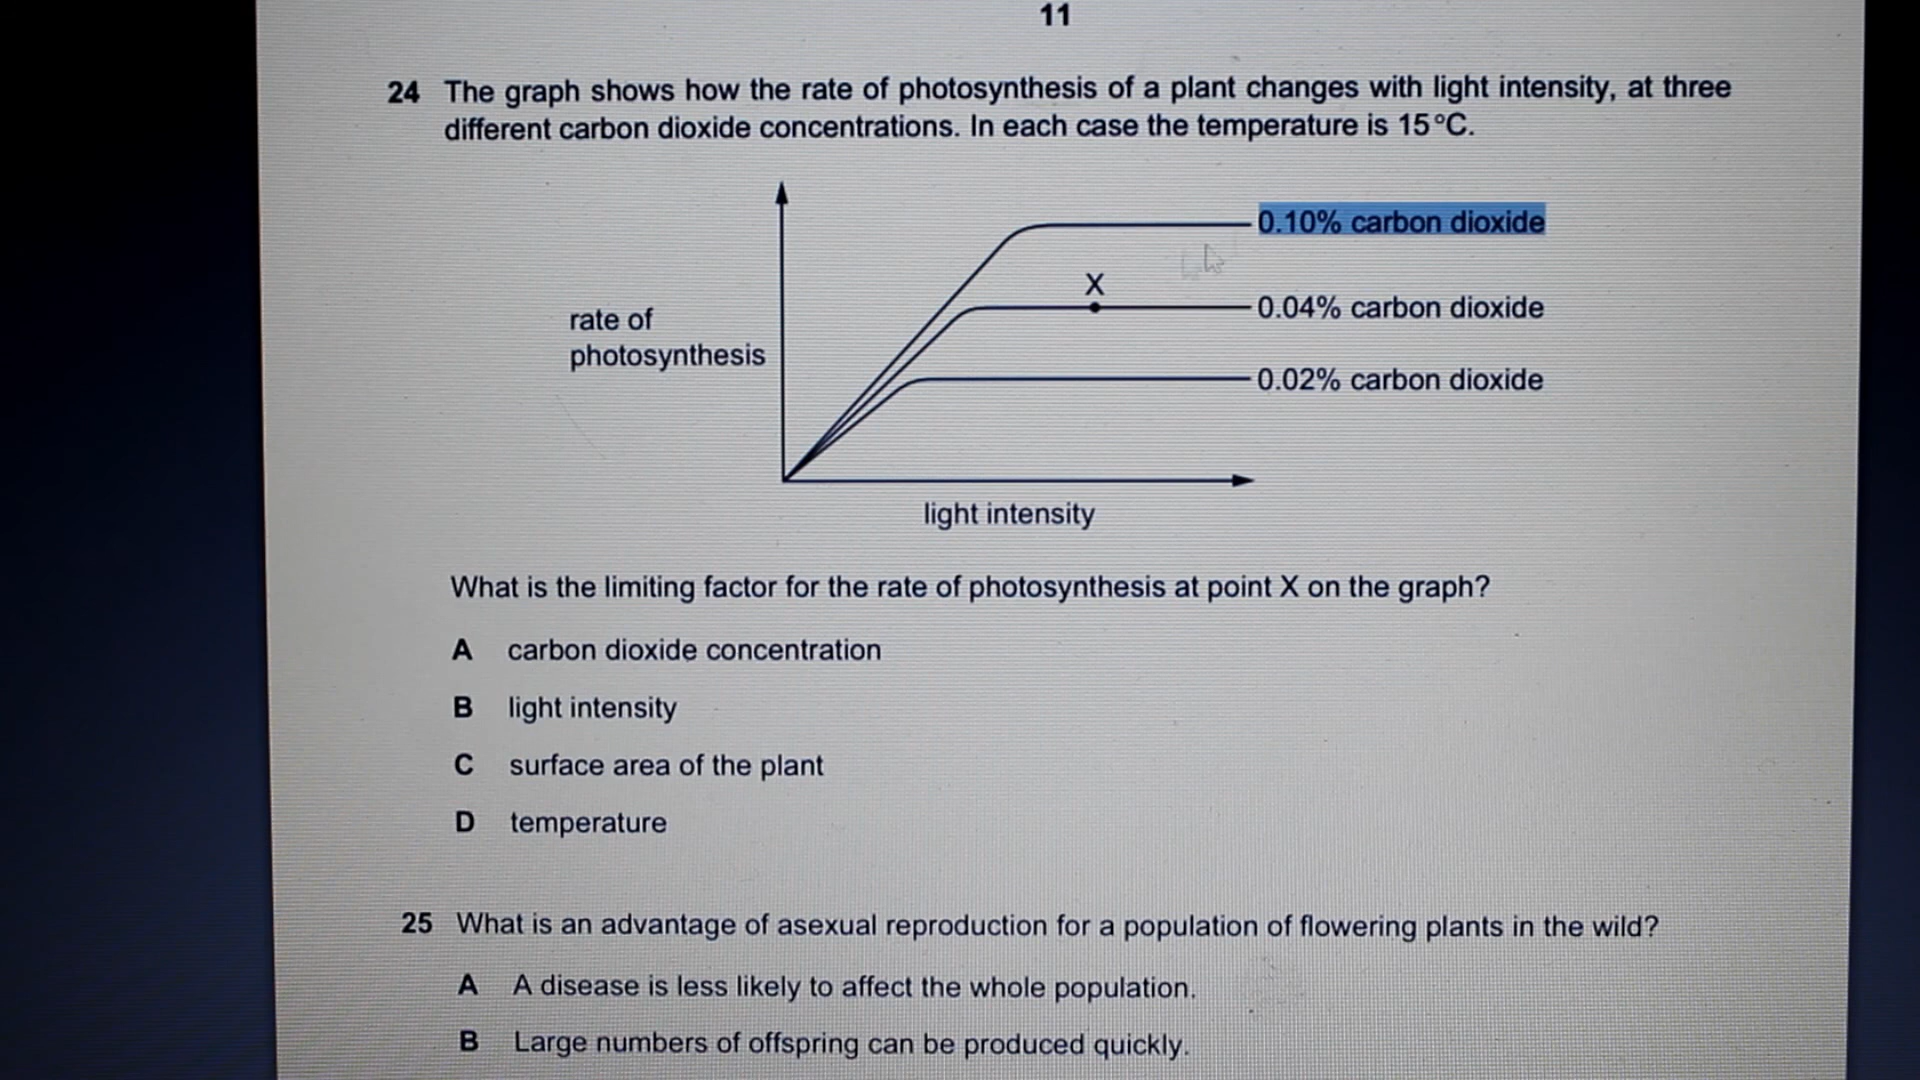 11
24 The graph shows how the rate of photosynthesis of a plant changes with light intensity, at three
different carbon dioxide concentrations. In each case the temperature is 15°C.
0.10% carbon dioxide
X
0.04% carbon dioxide
rate of
photosynthesis
0.02% carbon dioxide
light intensity
What is the limiting factor for the rate of photosynthesis at point X on the graph?
A carbon dioxide concentration
B light intensity
C surface area of the plant
D temperature
25 What is an advantage of asexual reproduction for a population of flowering plants in the wild?
A A disease is less likely to affect the whole population.
B Large numbers of offspring can be produced quickly.